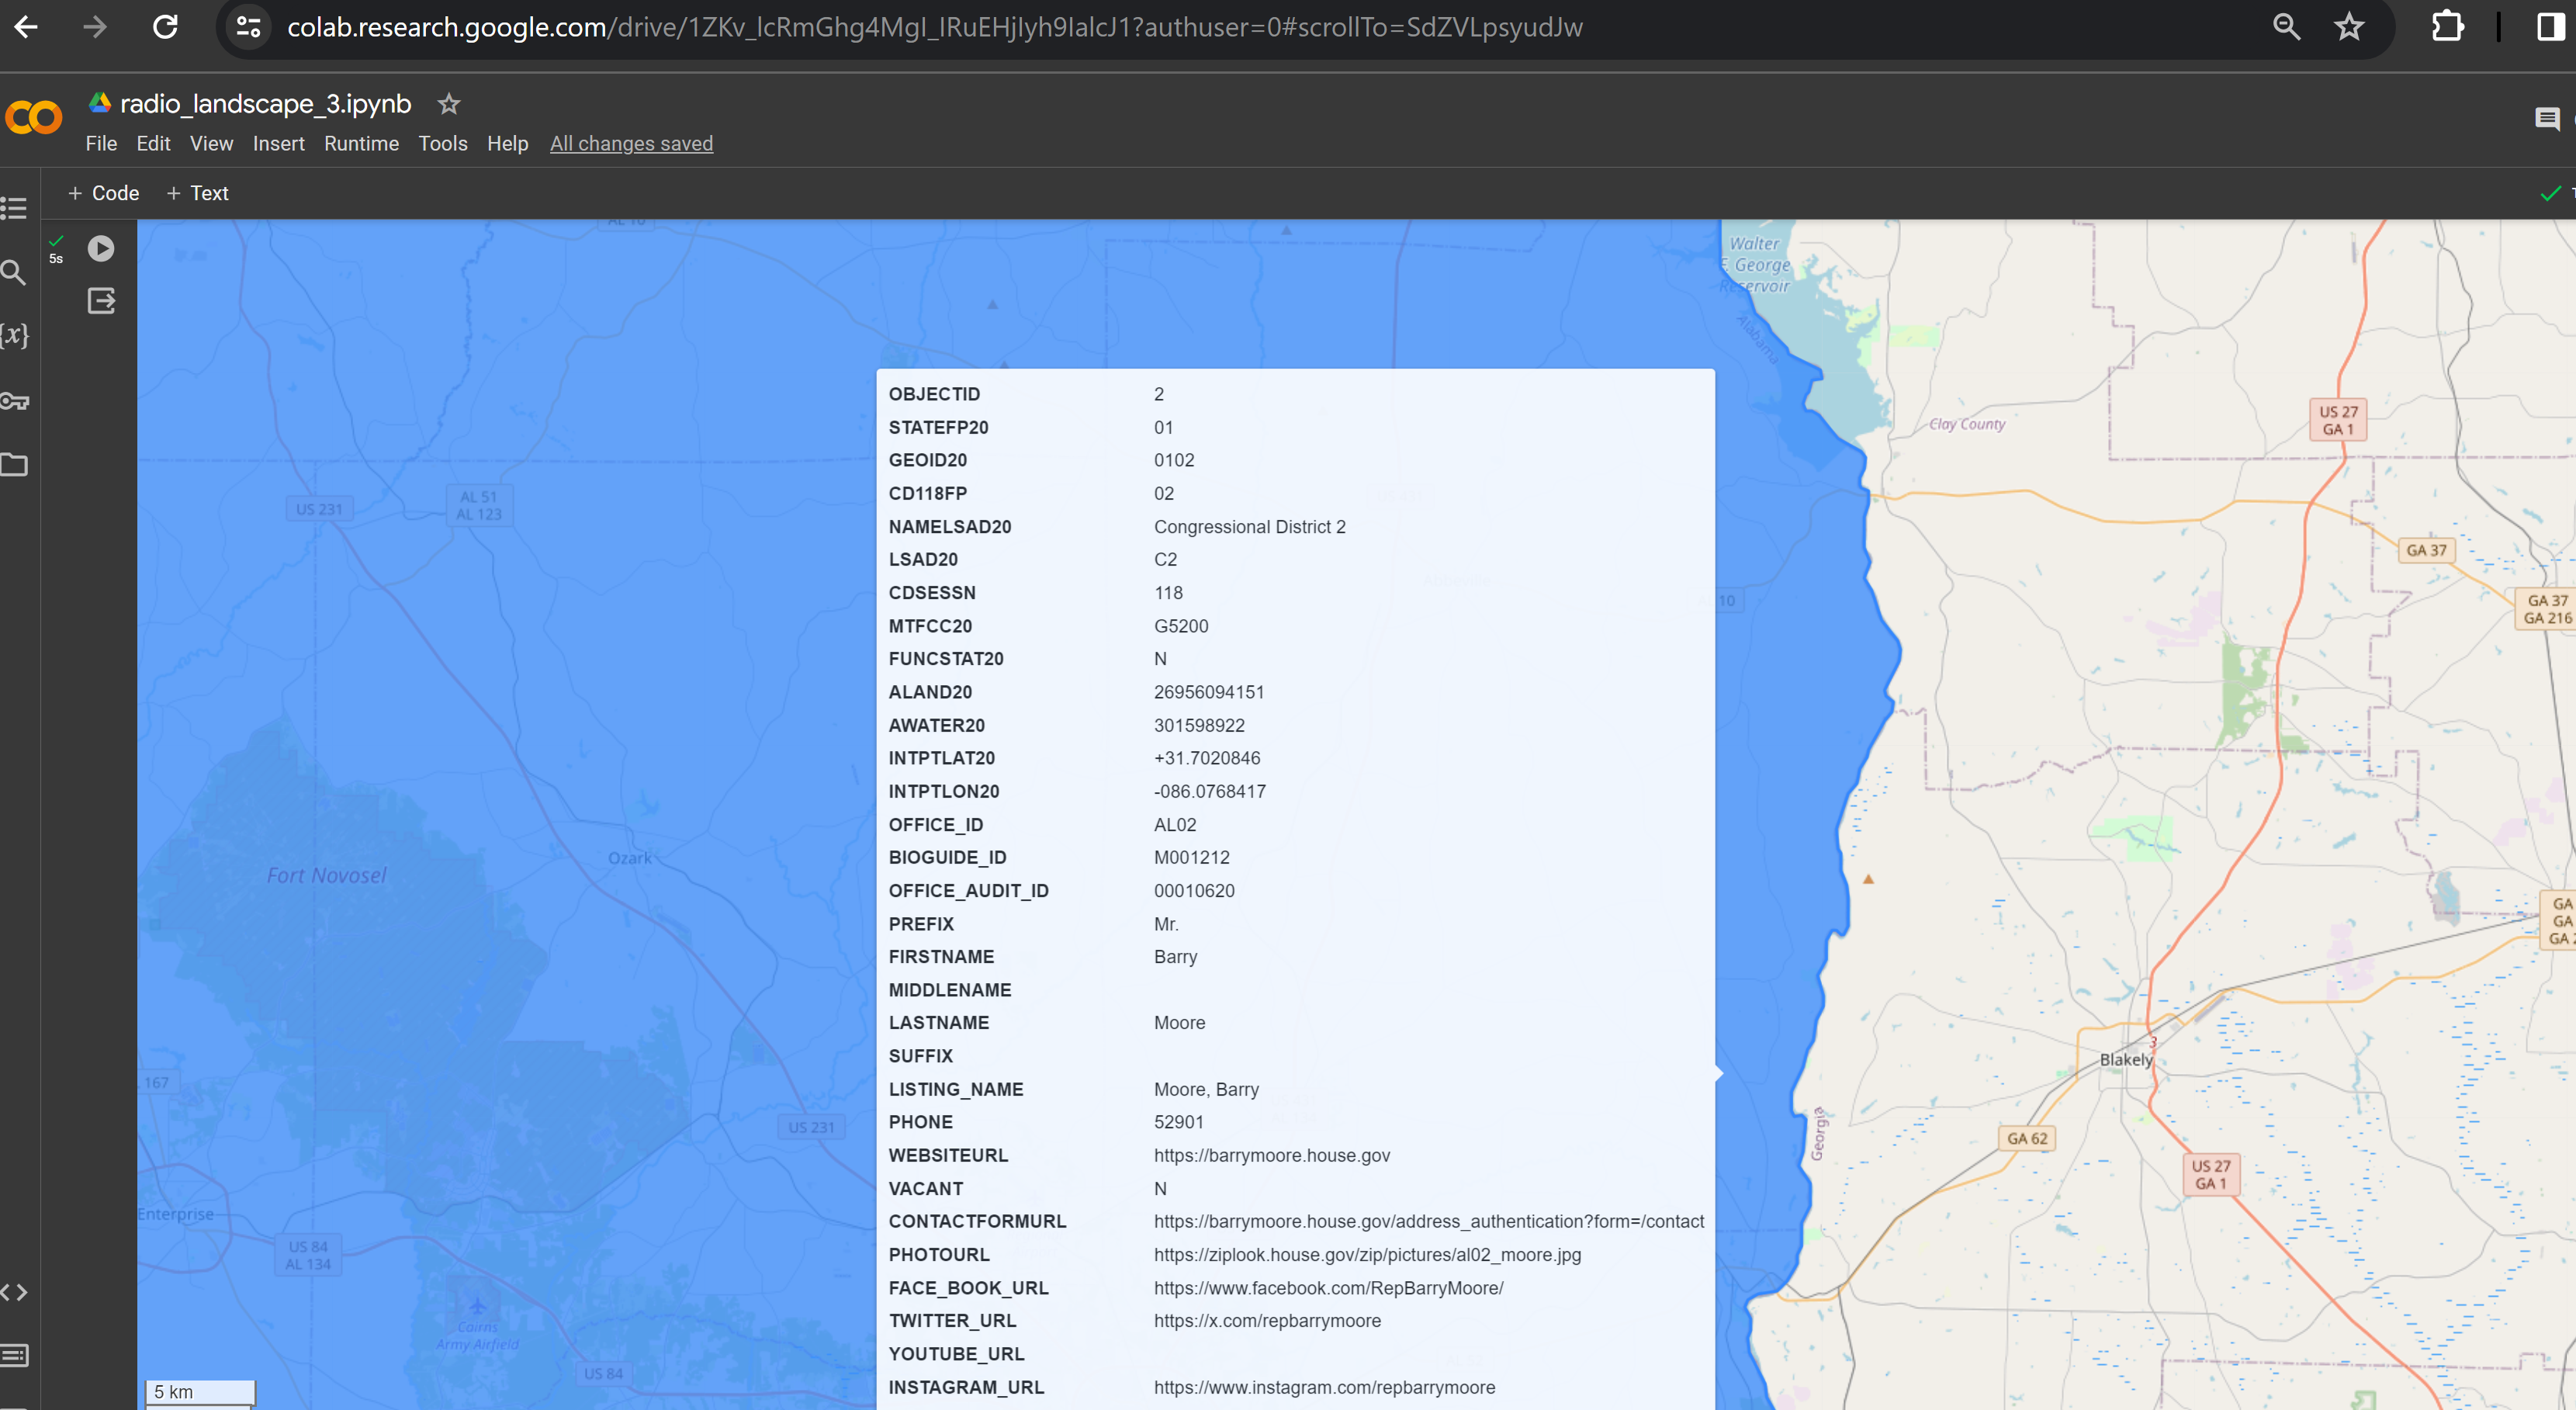 colab.research.google.com/drive/1ZKv_lcRmGhg4MgI_IRuEHjIyh9IalcJ1?authuser=0#scrollTo=SdZVLpsyudJw
radio_landscape_3.ipynb
File Edit View Insert Runtime Tools Help All changes saved
+ Code + Text
5s
{x}
AL 10
Walter
F. George
Reservoir
Alabama
Clay County
US 27
GA 1
US 231
AL 51
AL 123
GA 37
GA 37
GA 216
10
Abbeville
Fort Novosel
Ozark
OBJECTID 2
STATEFP20 01
GEOID20 0102
CD118FP 02
NAMELSAD20 Congressional District 2
LSAD20 C2
CDSESSN 118
MTFCC20 G5200
FUNCSTAT20 N
ALAND20 26956094151
AWATER20 301598922
INTPTLAT20 +31.7020846
INTPTLON20 -086.0768417
OFFICE_ID AL02
BIOGUIDE_ID M001212
OFFICE_AUDIT_ID 00010620
PREFIX Mr.
FIRSTNAME Barry
MIDDLENAME
LASTNAME Moore
SUFFIX
LISTING_NAME Moore, Barry
PHONE 52901
WEBSITEURL https://barrymoore.house.gov
VACANT N
CONTACTFORMURL https://barrymoore.house.gov/address_authentication?form=/contact
PHOTOURL https://ziplook.house.gov/zip/pictures/al02_moore.jpg
FACE_BOOK_URL https://www.facebook.com/RepBarryMoore/
TWITTER_URL https://x.com/repbarrymoore
YOUTUBE_URL
INSTAGRAM_URL https://www.instagram.com/repbarrymoore
GA
GA
GA
3
Blakely
Georgia
GA 62
US 27
GA 1
167
US 231
Enterprise
US 84
AL 134
Cairns
Army Airfield
US 84
5 km